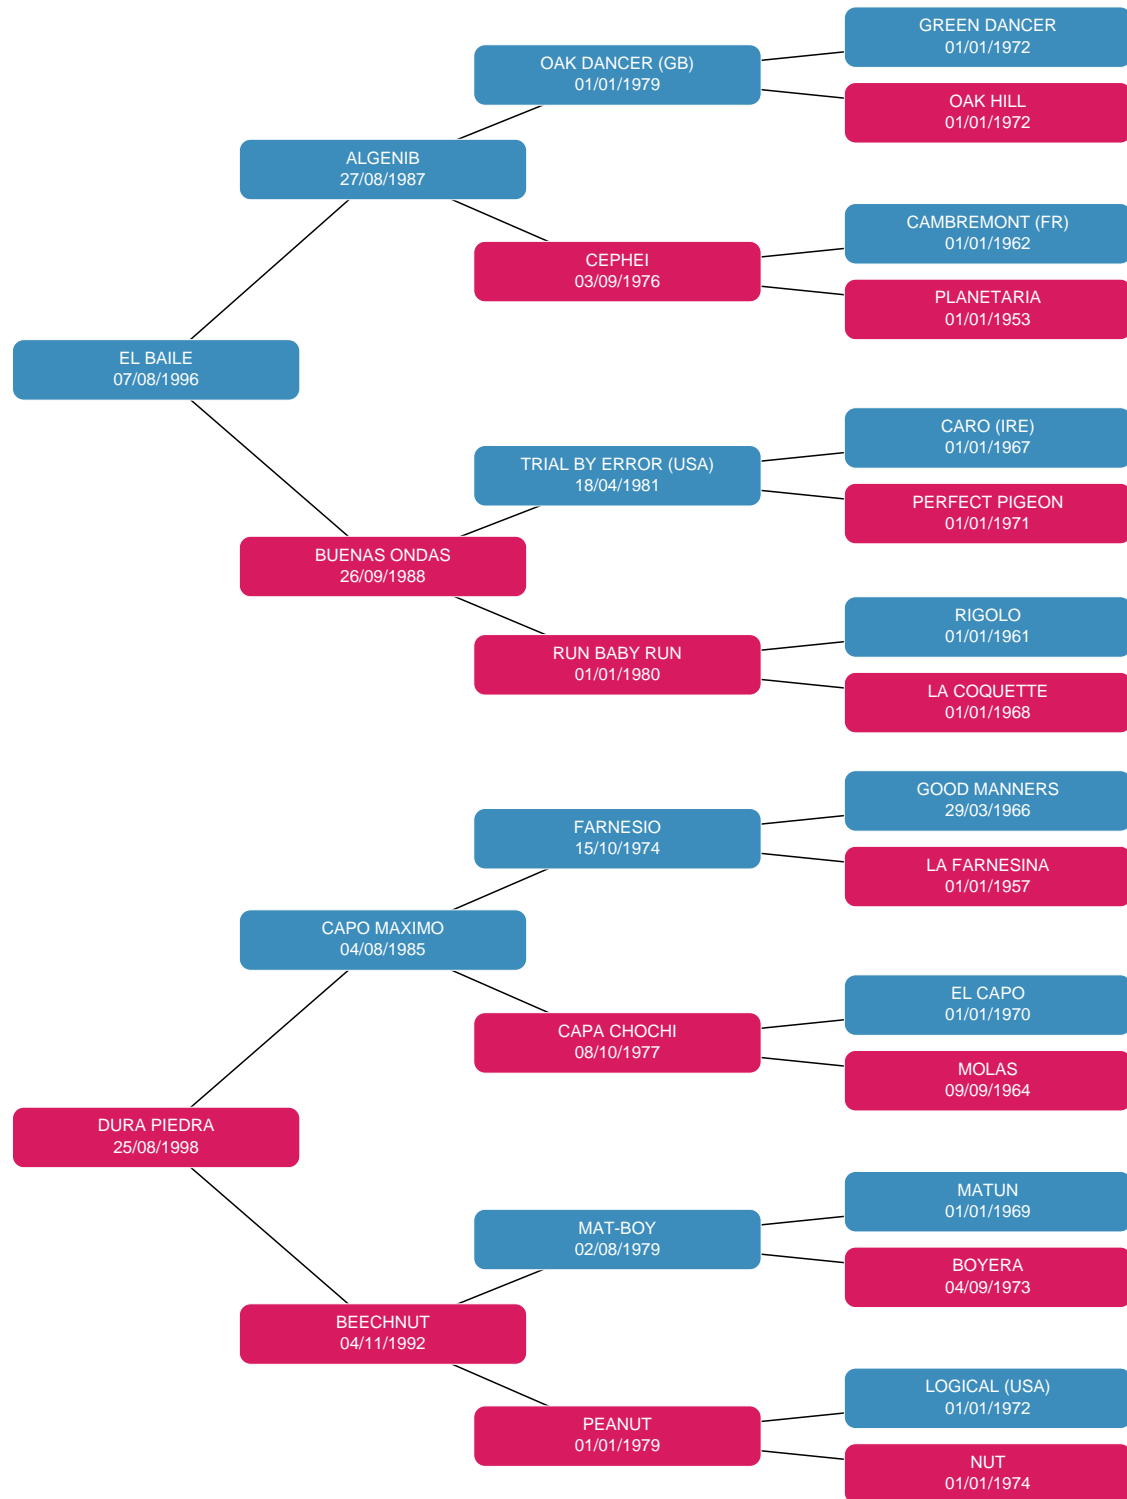 GREEN DANCER
01/01/1972
OAK DANCER (GB)
01/01/1979
OAK HILL
01/01/1972
ALGENIB
27/08/1987
CAMBREMONT (FR)
01/01/1962
CEPHEI
03/09/1976
PLANETARIA
01/01/1953
EL BAILE
07/08/1996
CARO (IRE)
01/01/1967
TRIAL BY ERROR (USA)
18/04/1981
PERFECT PIGEON
01/01/1971
BUENAS ONDAS
26/09/1988
RIGOLO
01/01/1961
RUN BABY RUN
01/01/1980
LA COQUETTE
01/01/1968
GOOD MANNERS
29/03/1966
FARNESIO
15/10/1974
LA FARNESINA
01/01/1957
CAPO MAXIMO
04/08/1985
EL CAPO
01/01/1970
CAPA CHOCHI
08/10/1977
MOLAS
09/09/1964
DURA PIEDRA
25/08/1998
MATUN
01/01/1969
MAT-BOY
02/08/1979
BOYERA
04/09/1973
BEECHNUT
04/11/1992
LOGICAL (USA)
01/01/1972
PEANUT
01/01/1979
NUT
01/01/1974